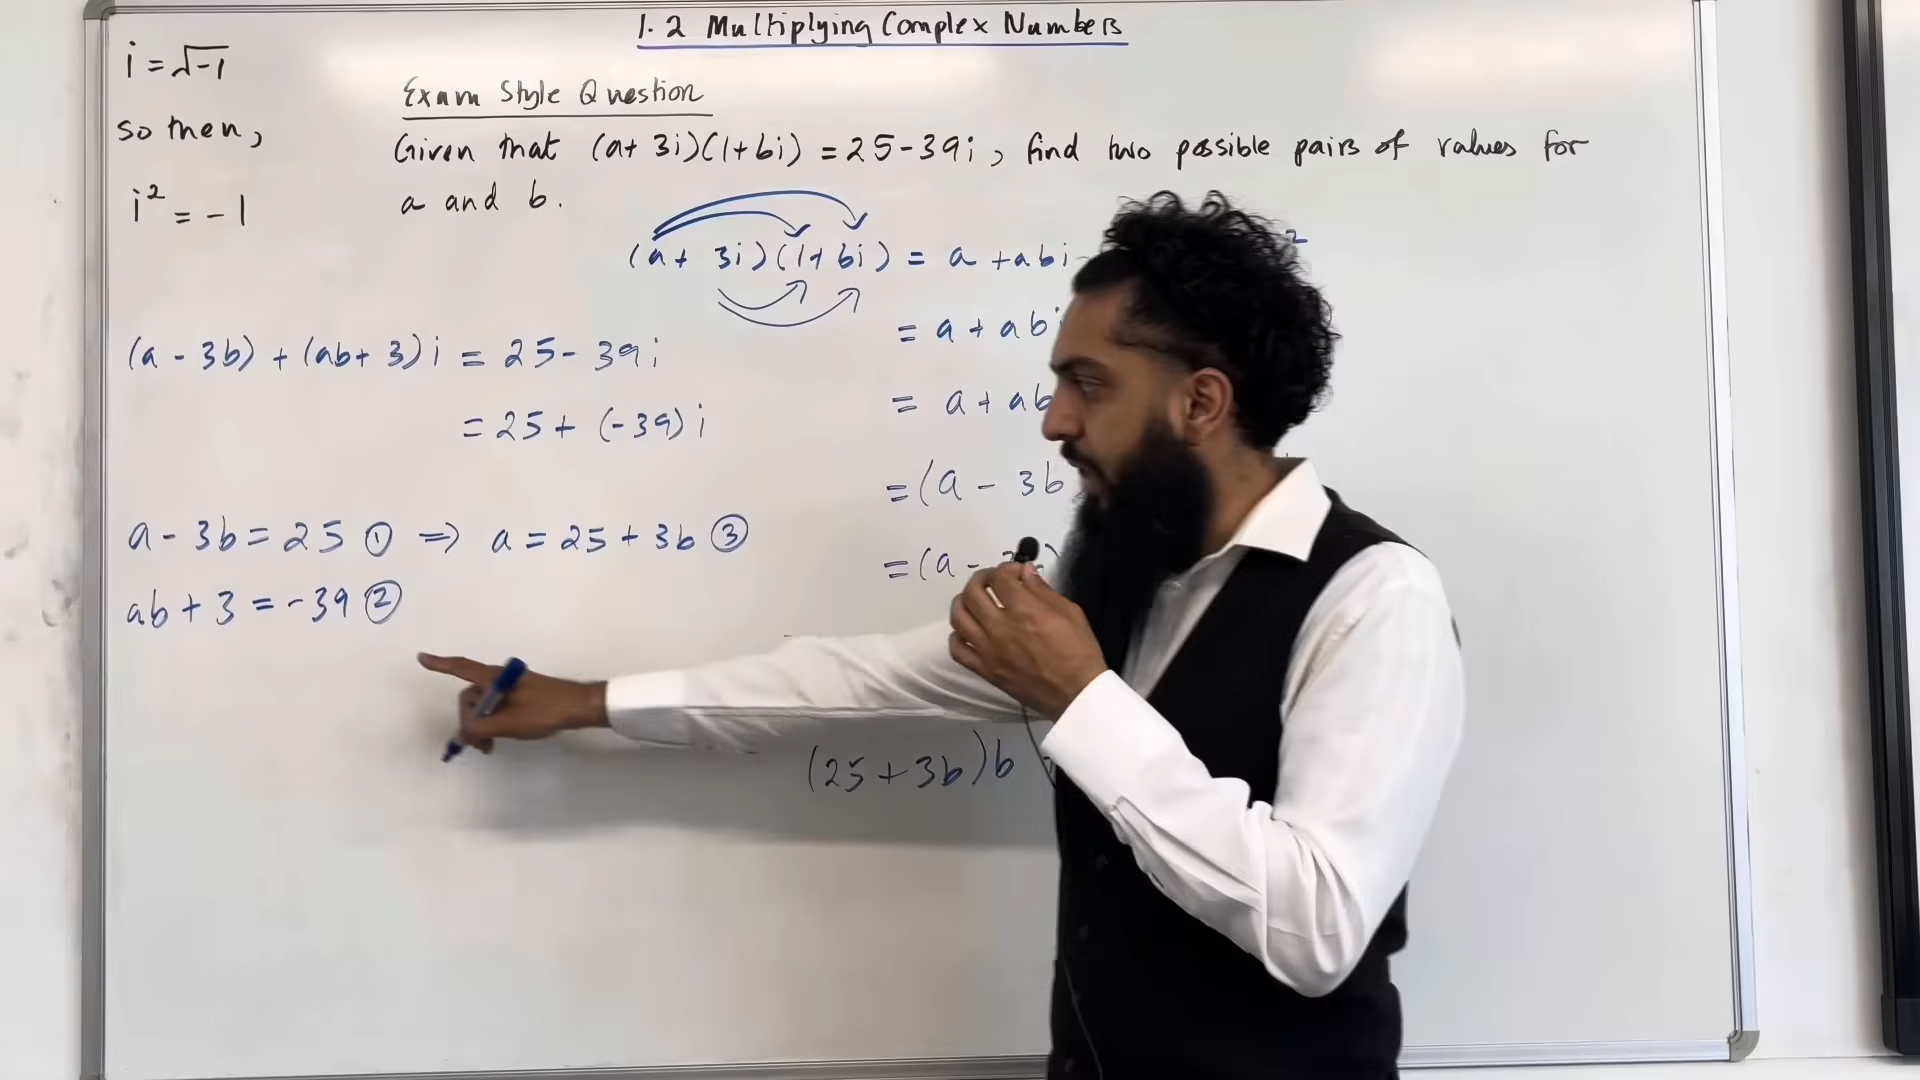 1.2 Multiplying Complex Numbers
i = √-1
so then,
i² = -1
Exam Style Question
Given that (a+ 3i)(1+bi) = 25-39i, find two possible pairs of values for
a and b.
(a+ 3i)(1+bi) = a +abi 2
= a + abi
= a + ab
= (a - 3b
= (a -
(a - 3b) + (ab+ 3)i = 25- 39i
= 25+ (-39)i
a - 3b = 25 ① ⇒ a = 25 + 3b ③
ab + 3 = -39 ②
(25+3b)b